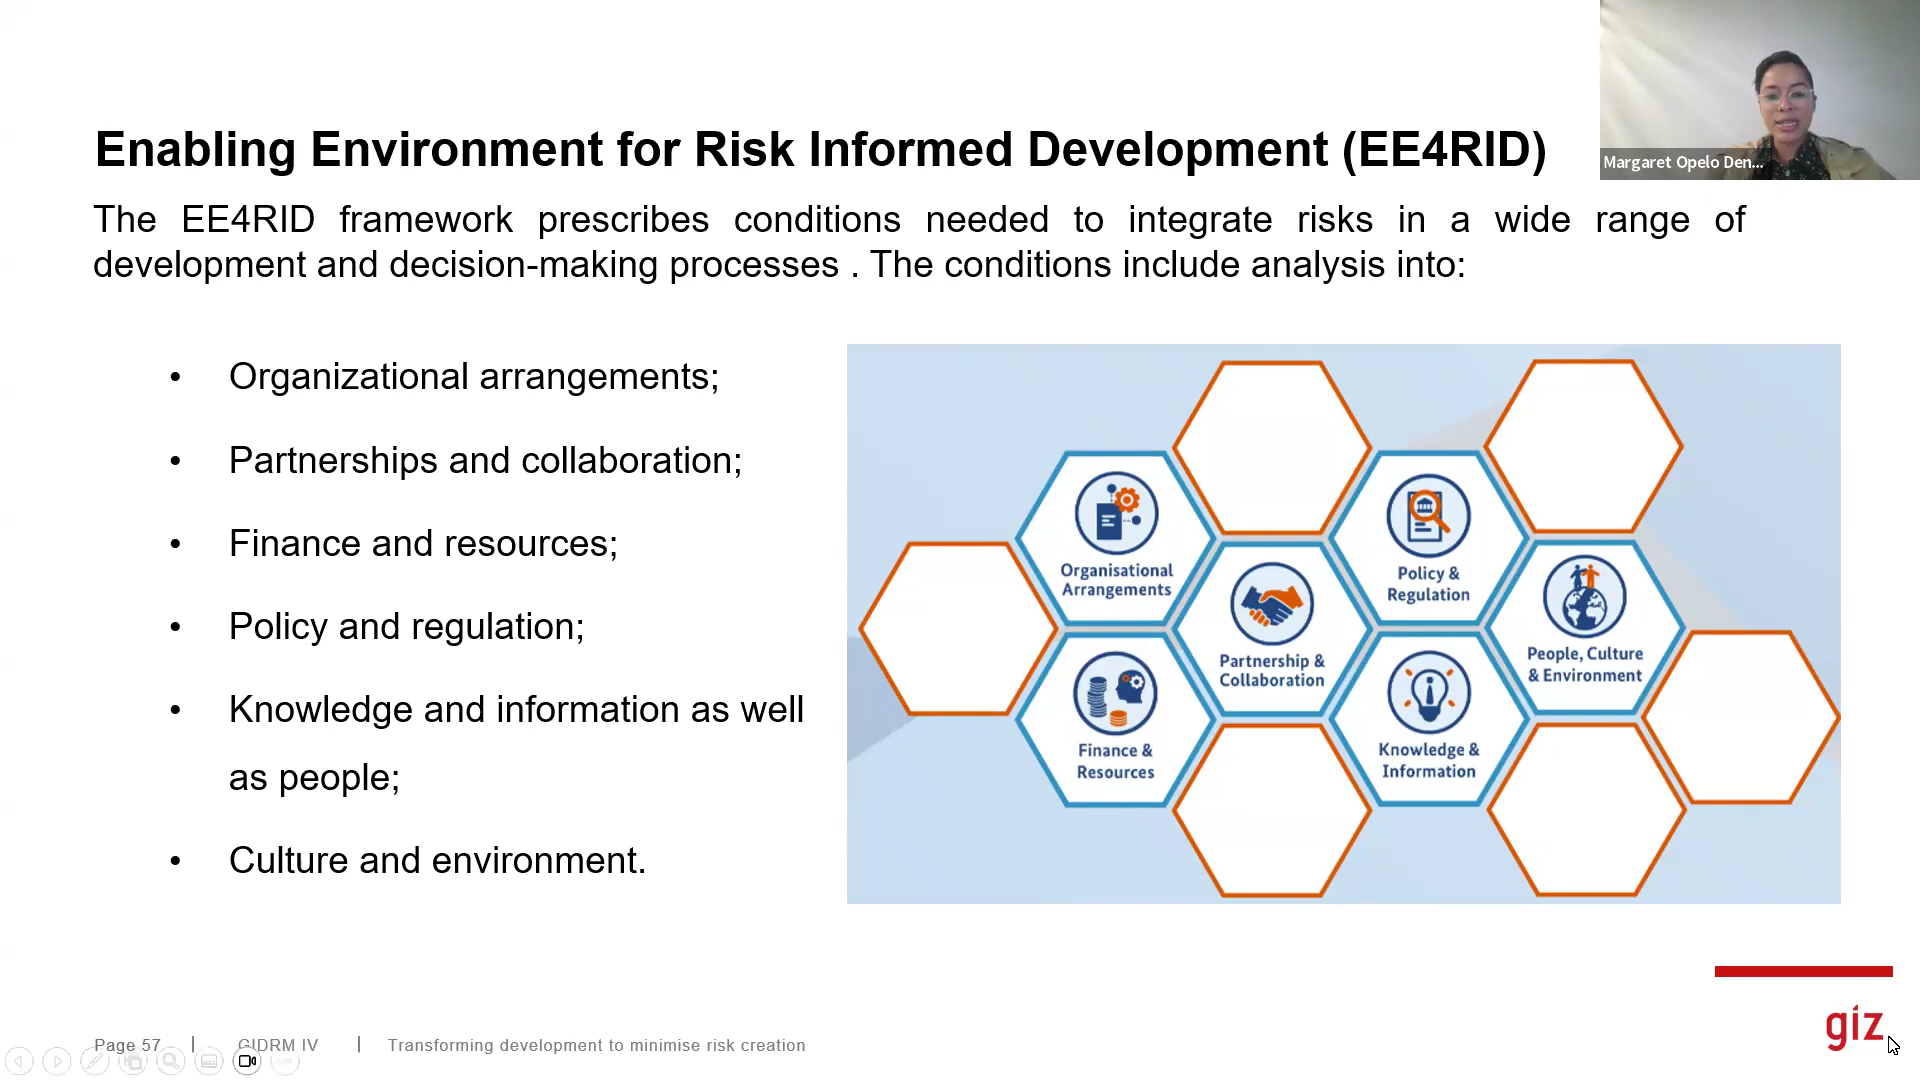 Margaret Opelo Den...
Enabling Environment for Risk Informed Development (EE4RID)
The EE4RID framework prescribes conditions needed to integrate risks in a wide range of
development and decision-making processes . The conditions include analysis into:
• Organizational arrangements;
• Partnerships and collaboration;
• Finance and resources;
• Policy and regulation;
• Knowledge and information as well
as people;
• Culture and environment.
Organisational
Arrangements
Policy &
Regulation
Partnership &
Collaboration
People, Culture
& Environment
Finance &
Resources
Knowledge &
Information
giz
Page 57 | GIDRM IV | Transforming development to minimise risk creation